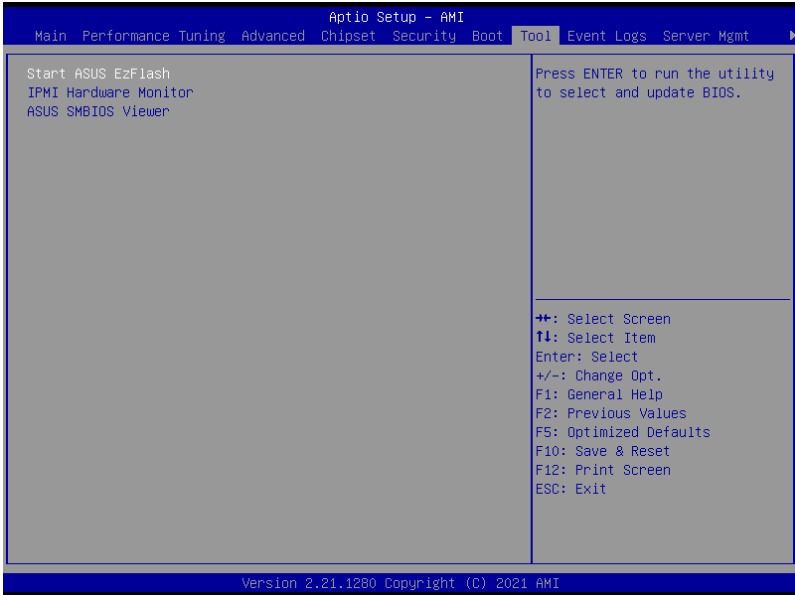 Aptio Setup – AMI
Main Performance Tuning Advanced Chipset Security Boot Tool Event Logs Server Mgmt
Start ASUS EzFlash
IPMI Hardware Monitor
ASUS SMBIOS Viewer
Press ENTER to run the utility
to select and update BIOS.
→←: Select Screen
↑↓: Select Item
Enter: Select
+/-: Change Opt.
F1: General Help
F2: Previous Values
F5: Optimized Defaults
F10: Save & Reset
F12: Print Screen
ESC: Exit
Version 2.21.1280 Copyright (C) 2021 AMI